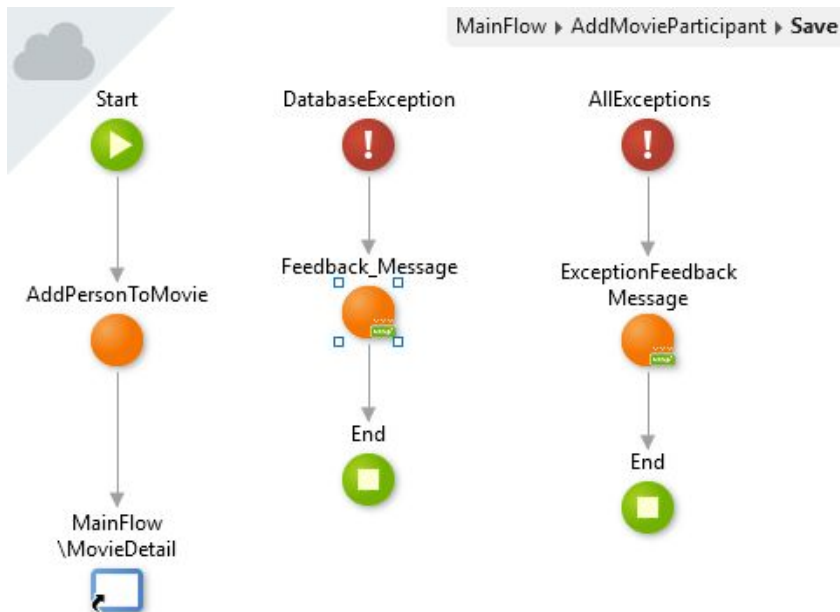 MainFlow ▸ AddMovieParticipant ▸ Save
Start
DatabaseException
AllExceptions
Feedback_Message
ExceptionFeedback
Message
AddPersonToMovie
End
End
MainFlow
\MovieDetail